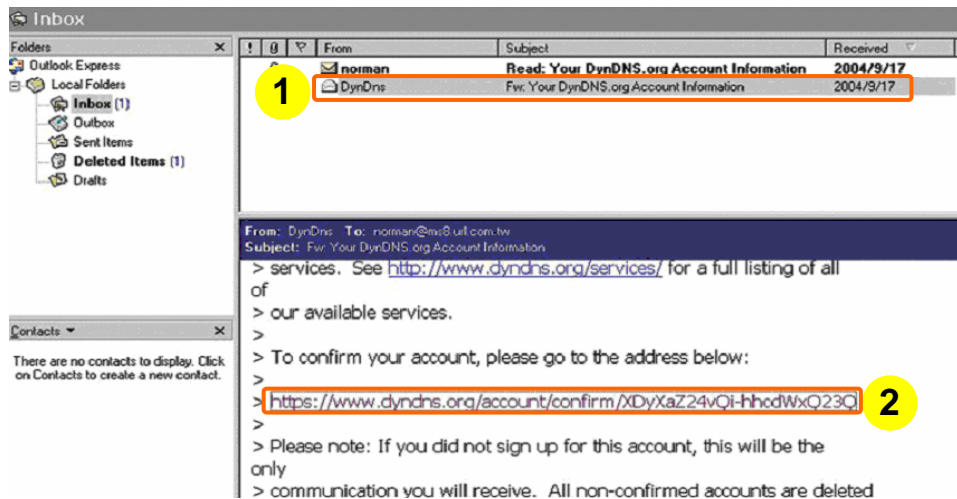 Inbox
Folders ×
Outlook Express
Local Folders
Inbox (1)
Outbox
Sent Items
Deleted Items (1)
Drafts
Contacts ×
There are no contacts to display. Click
on Contacts to create a new contact.
! From Subject Received
norman Read: Your DynDNS.org Account Information 2004/9/17
1 DynDns Fw: Your DynDNS.org Account Information 2004/9/17
From: DynDns To: norman@ms8.url.com.tw
Subject: Fw: Your DynDNS.org Account Information
> services. See http://www.dyndns.org/services/ for a full listing of all
of
> our available services.
>
> To confirm your account, please go to the address below:
>
> https://www.dyndns.org/account/confirm/XDyXaZ24vQi-hhcdWxQ23Q 2
>
> Please note: If you did not sign up for this account, this will be the
only
> communication you will receive. All non-confirmed accounts are deleted